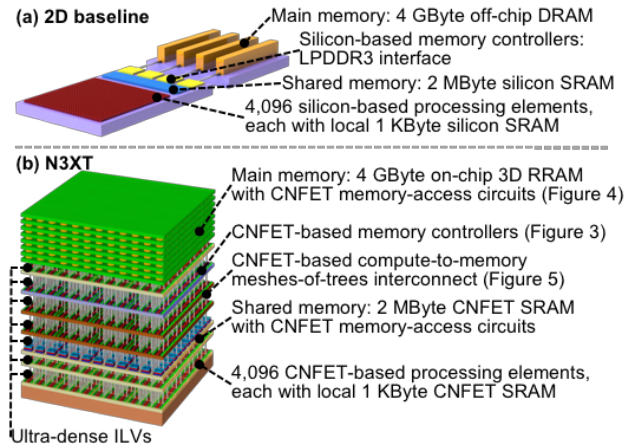 (a) 2D baseline
Main memory: 4 GByte off-chip DRAM
Silicon-based memory controllers:
LPDDR3 interface
Shared memory: 2 MByte silicon SRAM
4,096 silicon-based processing elements,
each with local 1 KByte silicon SRAM
(b) N3XT
Main memory: 4 GByte on-chip 3D RRAM
with CNFET memory-access circuits (Figure 4)
CNFET-based memory controllers (Figure 3)
CNFET-based compute-to-memory
meshes-of-trees interconnect (Figure 5)
Shared memory: 2 MByte CNFET SRAM
with CNFET memory-access circuits
4,096 CNFET-based processing elements,
each with local 1 KByte CNFET SRAM
Ultra-dense ILVs